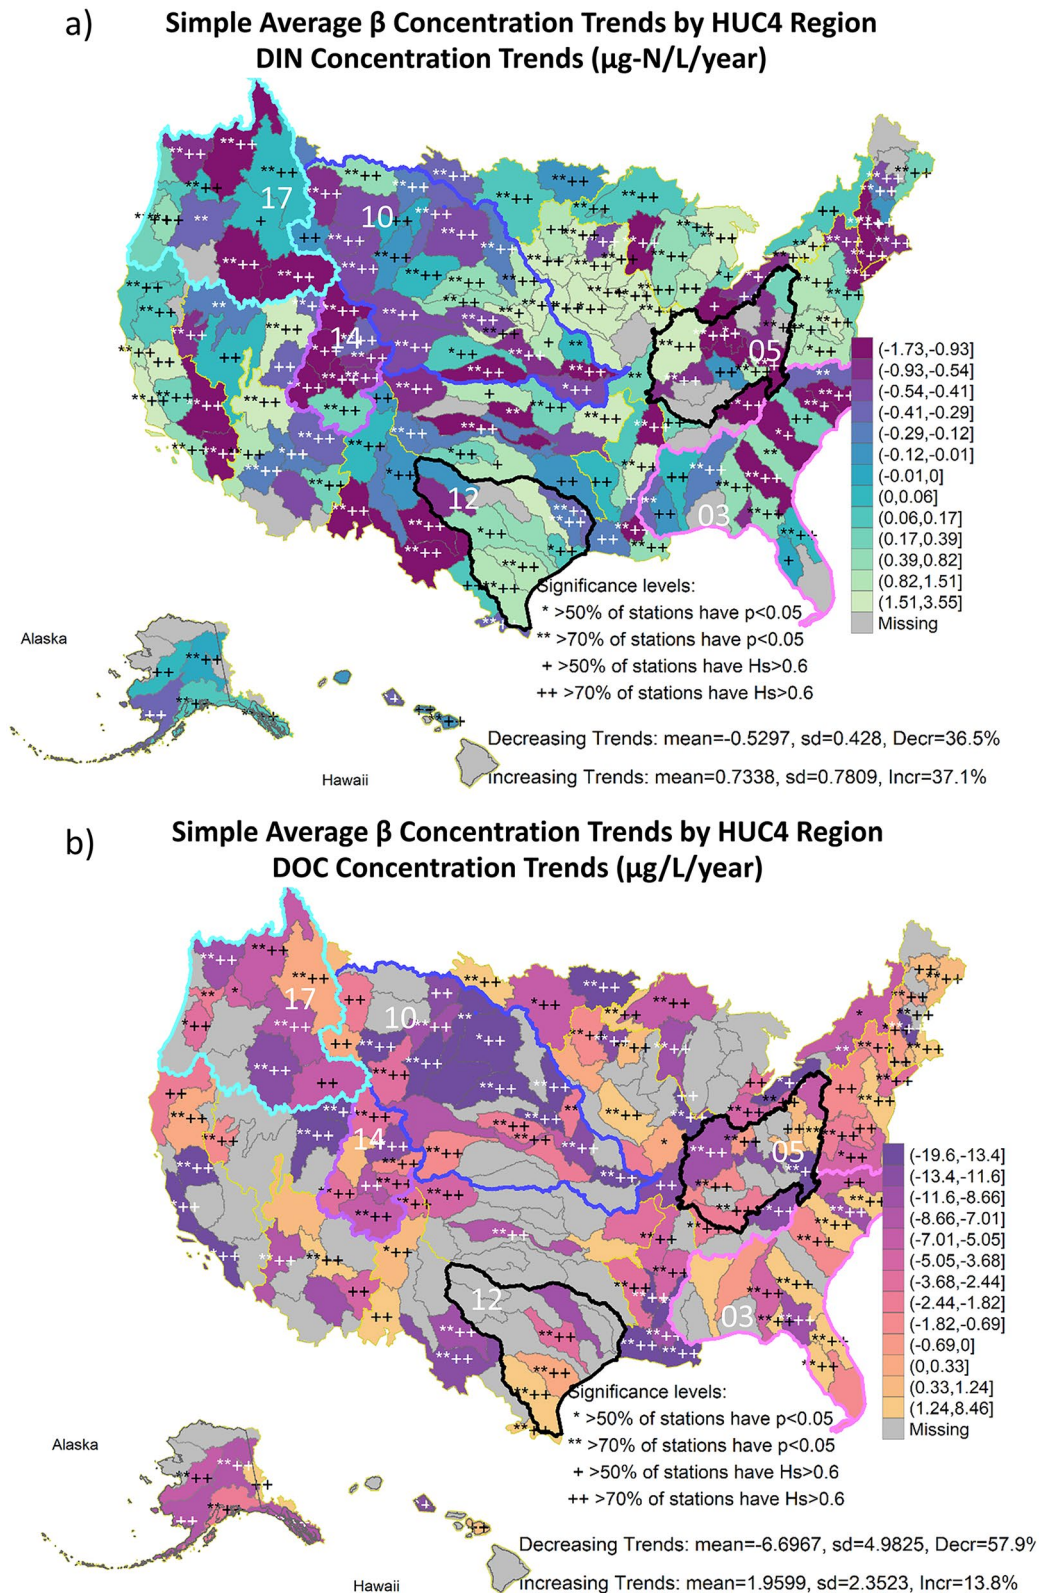 a)
Simple Average β Concentration Trends by HUC4 Region
DIN Concentration Trends (µg-N/L/year)
17
10
14
05
12
03
(-1.73,-0.93]
(-0.93,-0.54]
(-0.54,-0.41]
(-0.41,-0.29]
(-0.29,-0.12]
(-0.12,-0.01]
(-0.01,0]
(0,0.06]
(0.06,0.17]
(0.17,0.39]
(0.39,0.82]
(0.82,1.51]
(1.51,3.55]
Missing
Significance levels:
* >50% of stations have p<0.05
** >70% of stations have p<0.05
+ >50% of stations have Hs>0.6
++ >70% of stations have Hs>0.6
Alaska
Hawaii
Decreasing Trends: mean=-0.5297, sd=0.428, Decr=36.5%
Increasing Trends: mean=0.7338, sd=0.7809, Incr=37.1%
b)
Simple Average β Concentration Trends by HUC4 Region
DOC Concentration Trends (µg/L/year)
17
10
14
05
12
03
(-19.6,-13.4]
(-13.4,-11.6]
(-11.6,-8.66]
(-8.66,-7.01]
(-7.01,-5.05]
(-5.05,-3.68]
(-3.68,-2.44]
(-2.44,-1.82]
(-1.82,-0.69]
(-0.69,0]
(0,0.33]
(0.33,1.24]
(1.24,8.46]
Missing
Significance levels:
* >50% of stations have p<0.05
** >70% of stations have p<0.05
+ >50% of stations have Hs>0.6
++ >70% of stations have Hs>0.6
Alaska
Hawaii
Decreasing Trends: mean=-6.6967, sd=4.9825, Decr=57.9%
Increasing Trends: mean=1.9599, sd=2.3523, Incr=13.8%